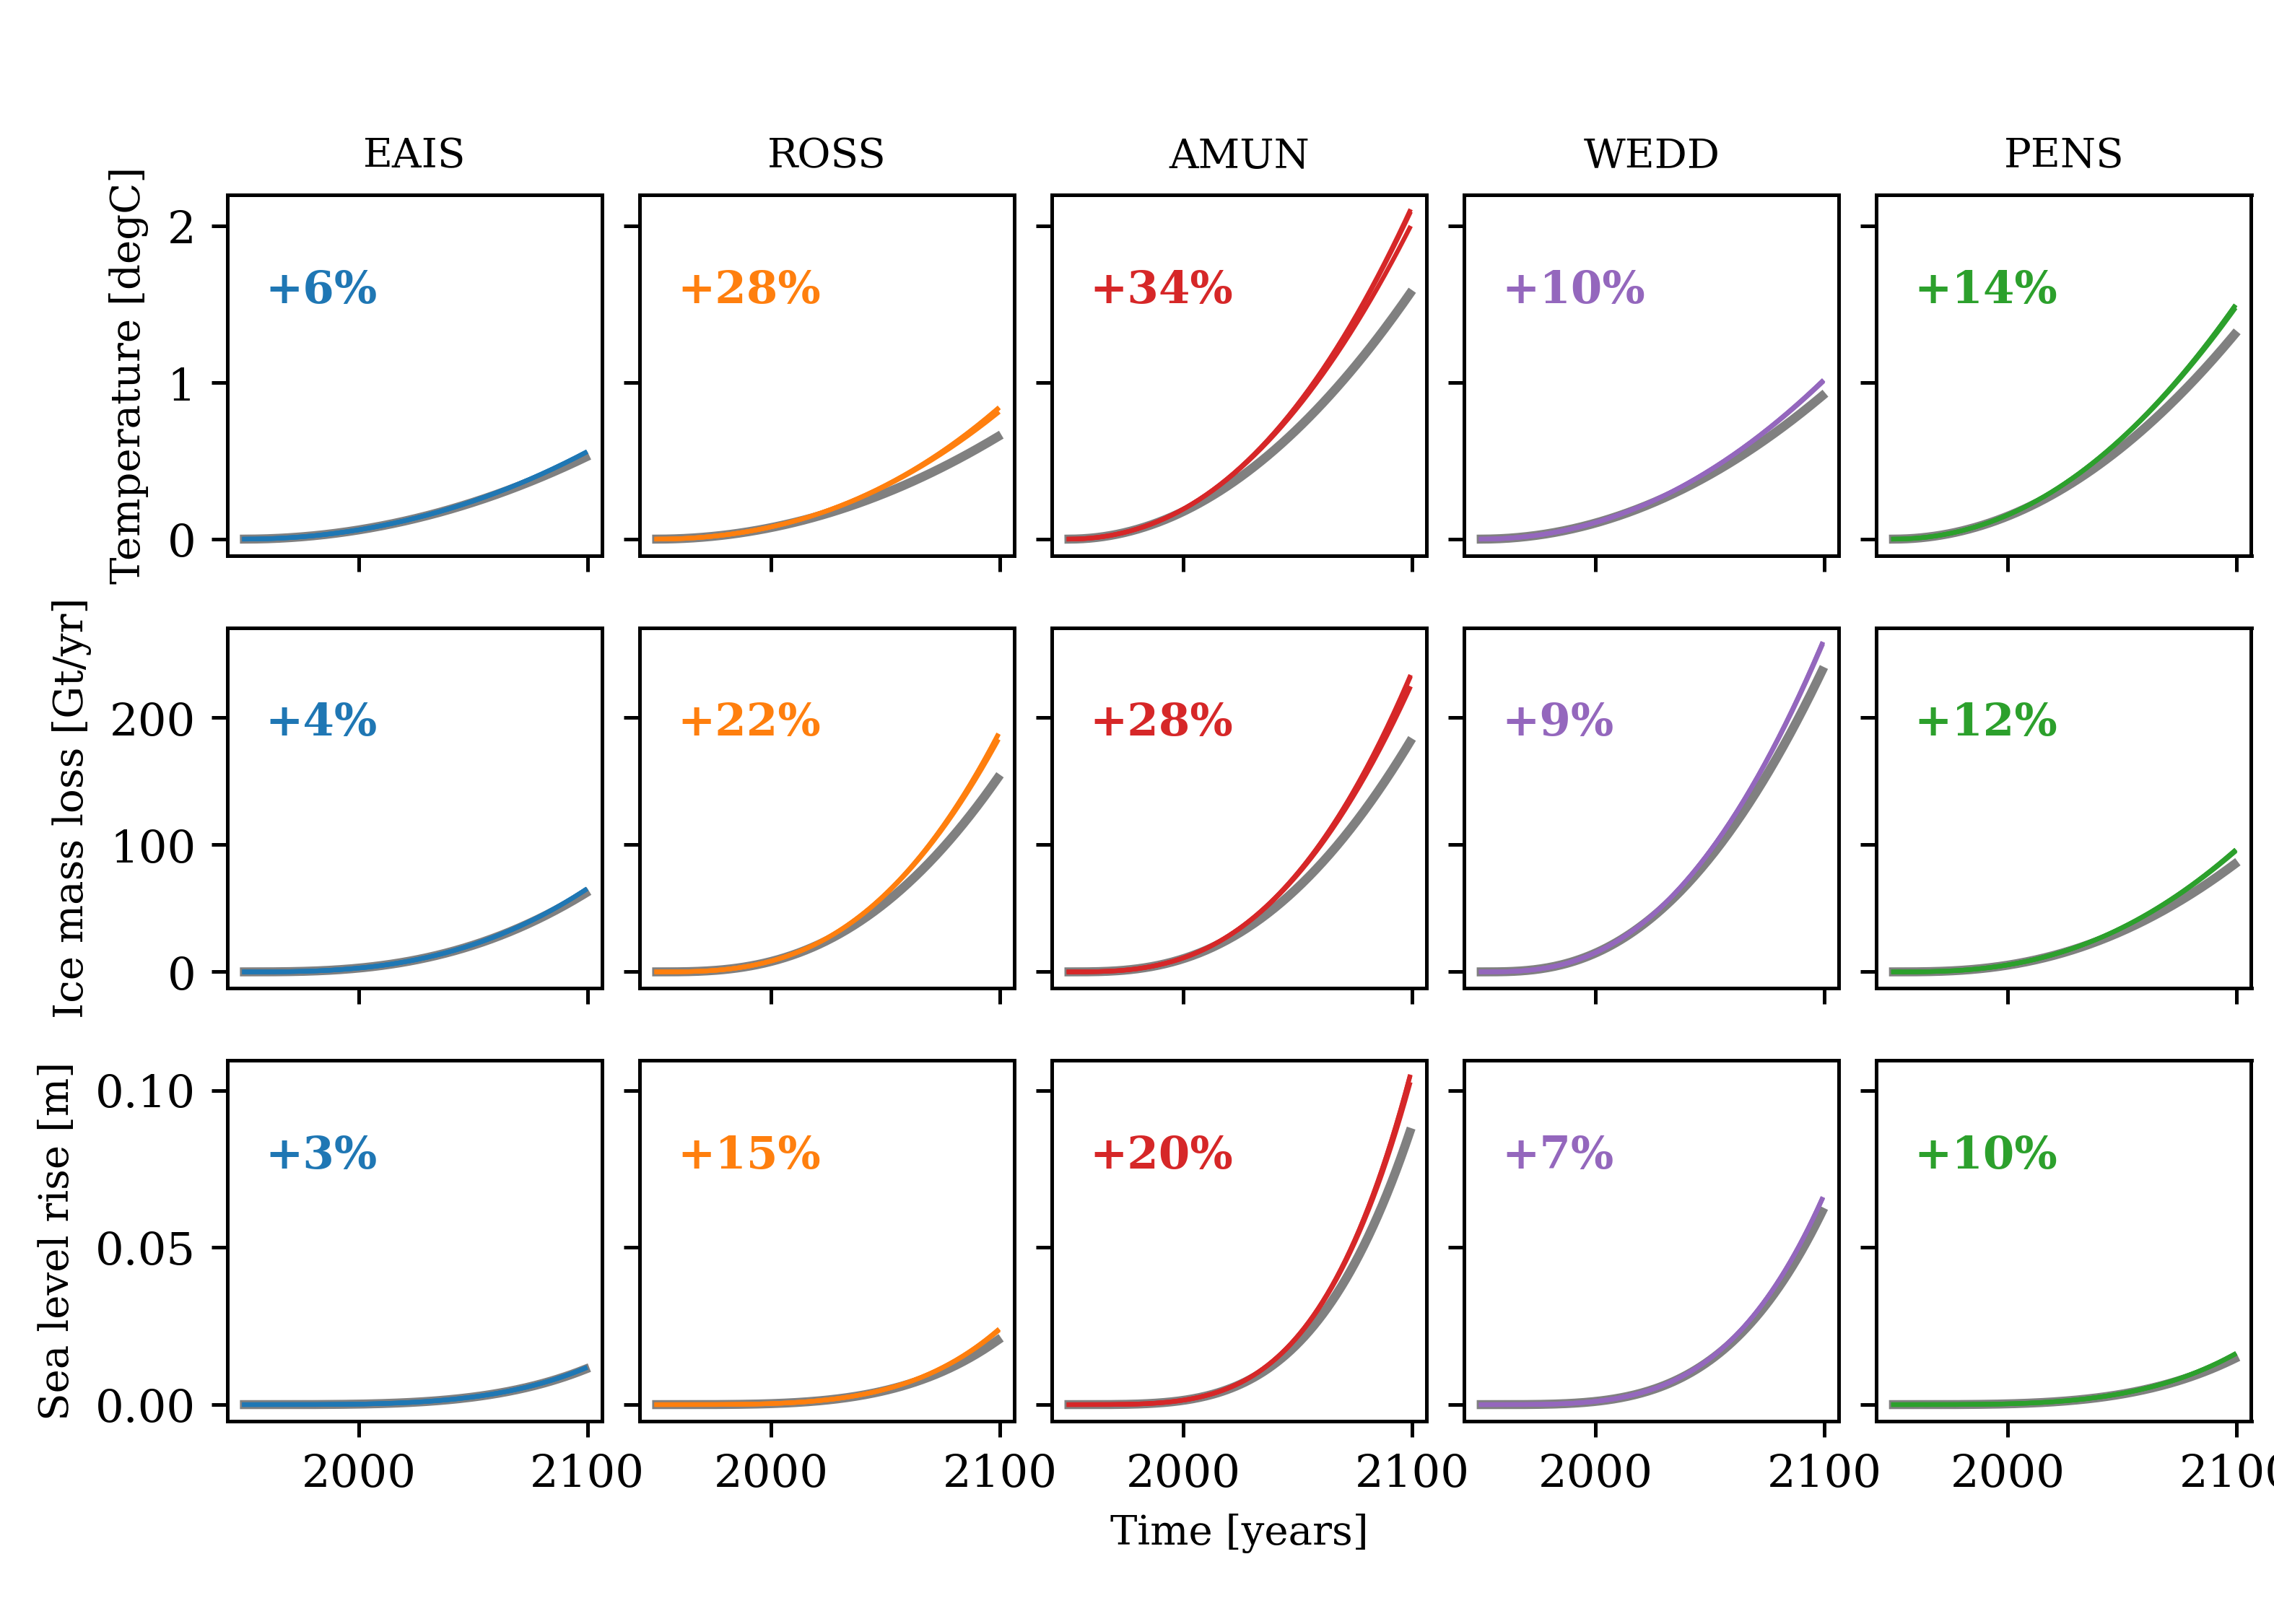 EAIS ROSS AMUN WEDD PENS
Temperature [degC]
2
1
0
+6% +28% +34% +10% +14%
Ice mass loss [Gt/yr]
200
100
0
+4% +22% +28% +9% +12%
Sea level rise [m]
0.10
0.05
0.00
+3% +15% +20% +7% +10%
2000 2100 2000 2100 2000 2100 2000 2100 2000 210
Time [years]